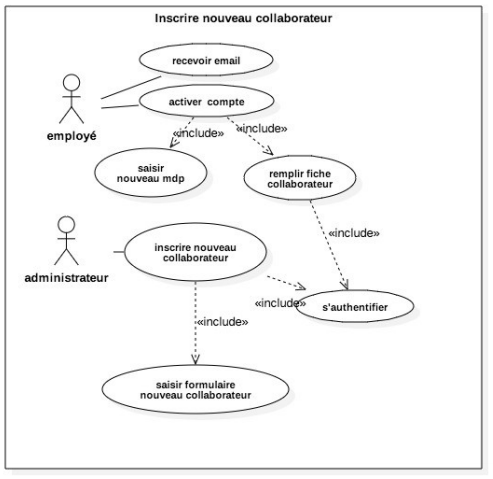 Inscrire nouveau collaborateur
recevoir email
activer compte
employé
«include»
«include»
saisir
nouveau mdp
remplir fiche
collaborateur
«include»
inscrire nouveau
collaborateur
administrateur
«include»
s'authentifier
«include»
saisir formulaire
nouveau collaborateur